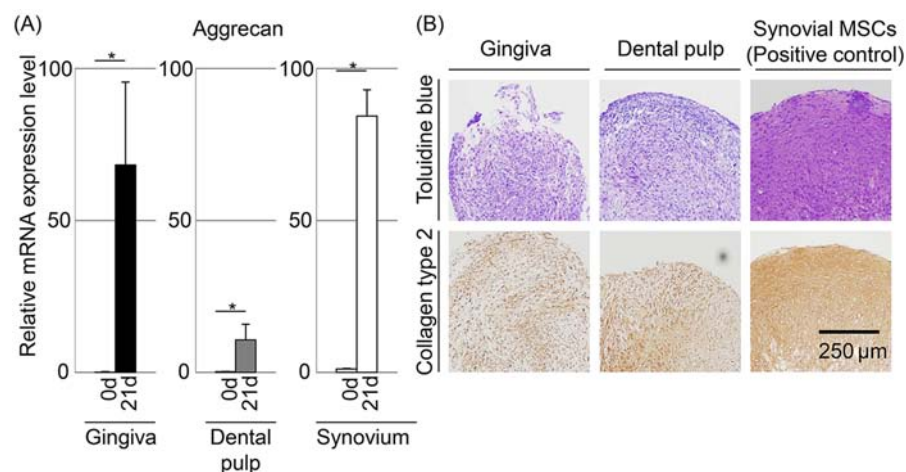 (A)
Aggrecan
Relative mRNA expression level
100
50
0
*
0d
21d
Gingiva
100
50
0
*
0d
21d
Dental
pulp
100
50
0
*
0d
21d
Synovium
(B)
Gingiva
Dental pulp
Synovial MSCs
(Positive control)
Toluidine blue
Collagen type 2
250 µm